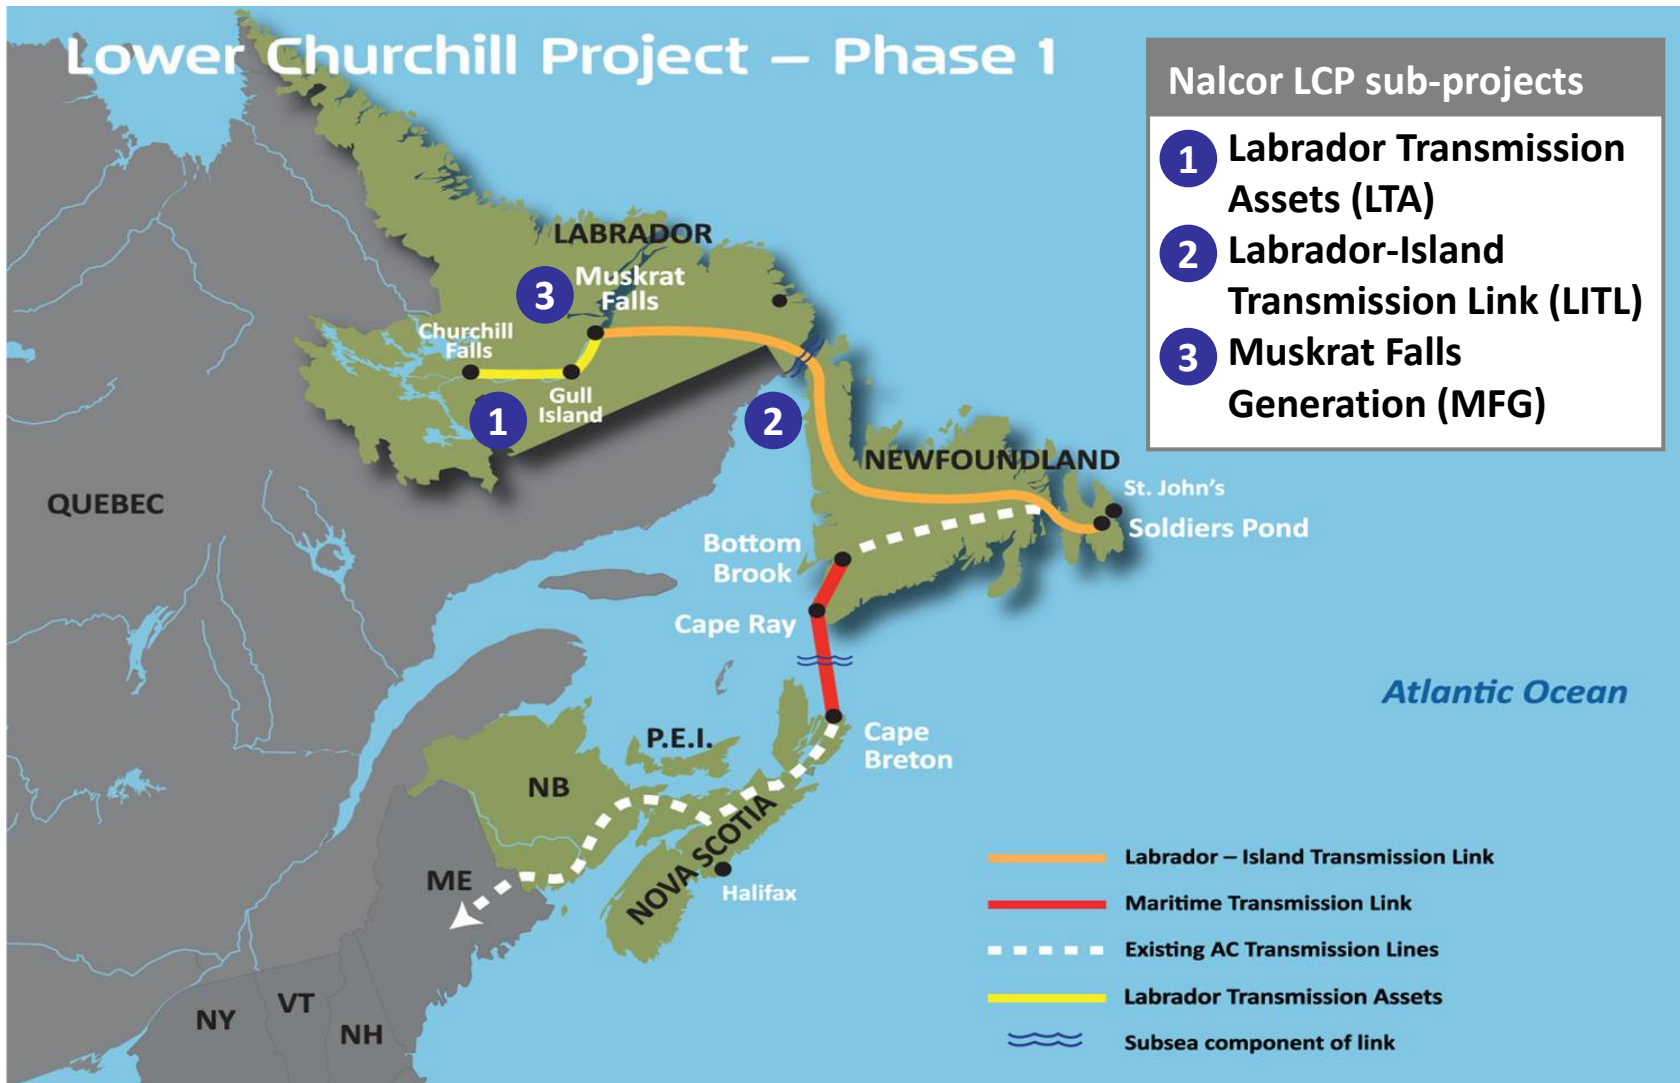 Lower Churchill Project – Phase 1
Nalcor LCP sub-projects
1 Labrador Transmission
Assets (LTA)
2 Labrador-Island
Transmission Link (LITL)
3 Muskrat Falls
Generation (MFG)
LABRADOR
3
Muskrat
Falls
Churchill
Falls
Gull
Island
1
2
NEWFOUNDLAND
St. John's
Soldiers Pond
QUEBEC
Bottom
Brook
Cape Ray
Atlantic Ocean
Cape
Breton
P.E.I.
NB
NOVA SCOTIA
Halifax
ME
NY
VT
NH
Labrador – Island Transmission Link
Maritime Transmission Link
Existing AC Transmission Lines
Labrador Transmission Assets
Subsea component of link